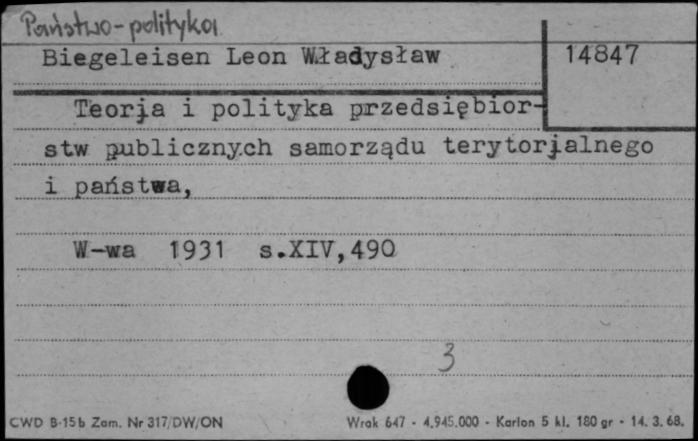 Państwo-polityka
Biegeleisen Leon Władysław 14847
Teorja i polityka przedsiębior-
stw publicznych samorządu terytorjalnego
i państwa,
W-wa 1931 s.XIV,490
3
CWD B-15b Zam. Nr 317/DW/ON Wrak 647 - 4.945.000 - Karton 5 kl. 180 gr - 14. 3. 68.